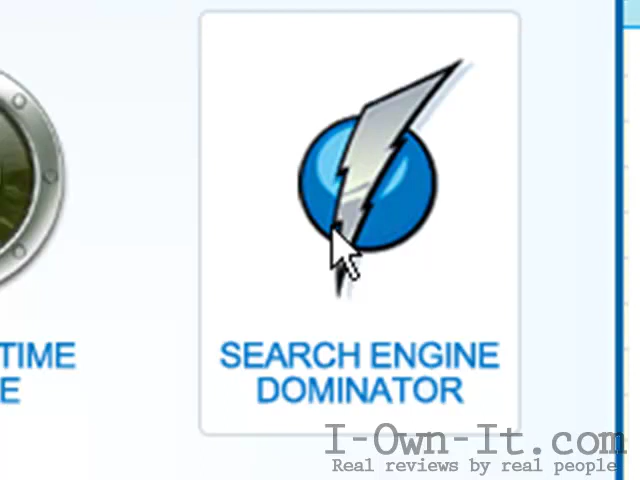 TIME
E
SEARCH ENGINE
DOMINATOR
I-Own-It.com
Real reviews by real people